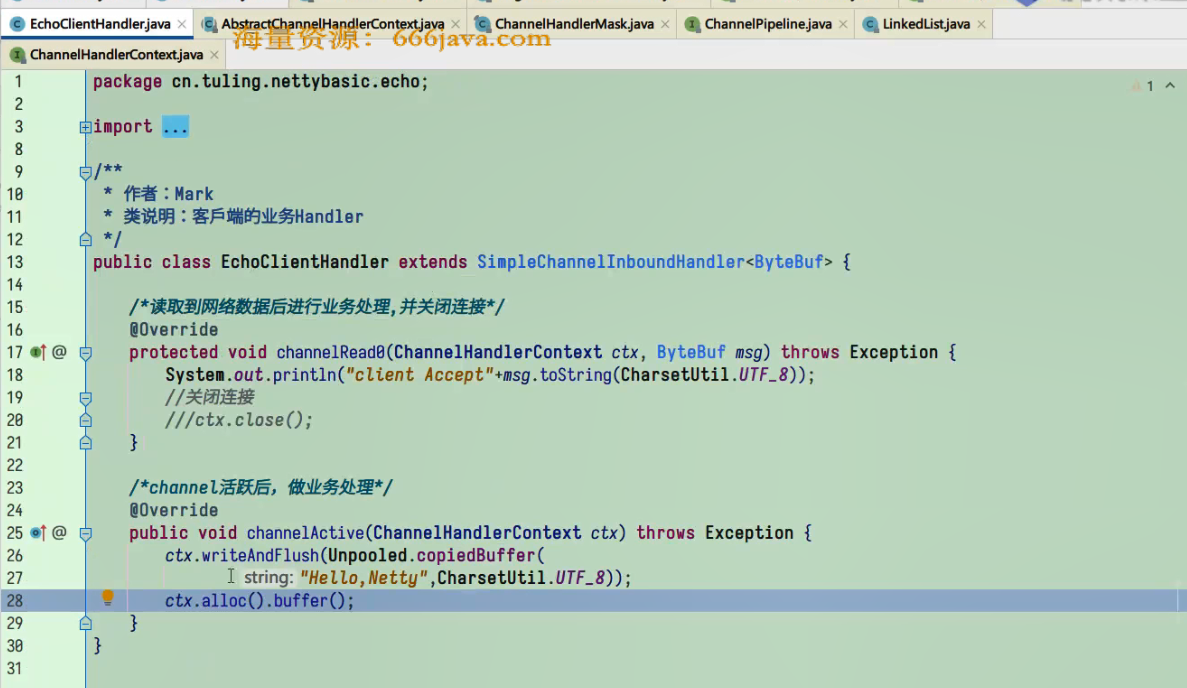 EchoClientHandler.java
AbstractChannelHandlerContext.java
ChannelHandlerMask.java
ChannelPipeline.java
LinkedList.java
海量资源： 666java.com
ChannelHandlerContext.java
1 package cn.tuling.nettybasic.echo;
1
2
3 import ...
8
9 /**
10 * 作者：Mark
11 * 类说明：客户端的业务Handler
12 */
13 public class EchoClientHandler extends SimpleChannelInboundHandler<ByteBuf> {
14
15 /*读取到网络数据后进行业务处理,并关闭连接*/
16 @Override
17 @ protected void channelRead0(ChannelHandlerContext ctx, ByteBuf msg) throws Exception {
18 System.out.println("client Accept"+msg.toString(CharsetUtil.UTF_8));
19 //关闭连接
20 ///ctx.close();
21 }
22
23 /*channel活跃后，做业务处理*/
24 @Override
25 @ public void channelActive(ChannelHandlerContext ctx) throws Exception {
26 ctx.writeAndFlush(Unpooled.copiedBuffer(
27 string: "Hello,Netty",CharsetUtil.UTF_8));
28 ctx.alloc().buffer();
29 }
30 }
31